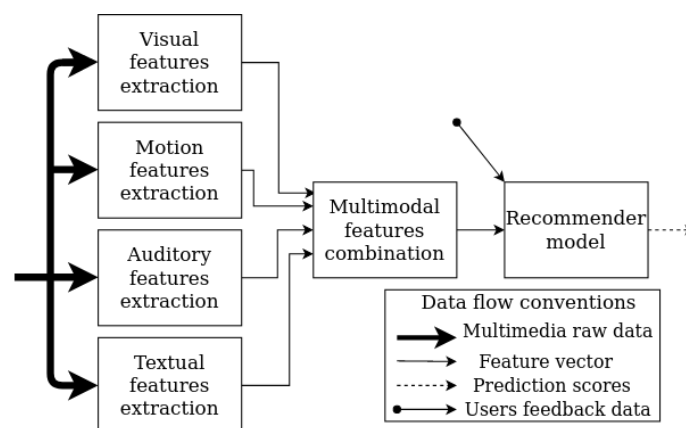 Visual
features
extraction
Motion
features
extraction
Auditory
features
extraction
Textual
features
extraction
Multimodal
features
combination
Recommender
model
Data flow conventions
Multimedia raw data
Feature vector
Prediction scores
Users feedback data